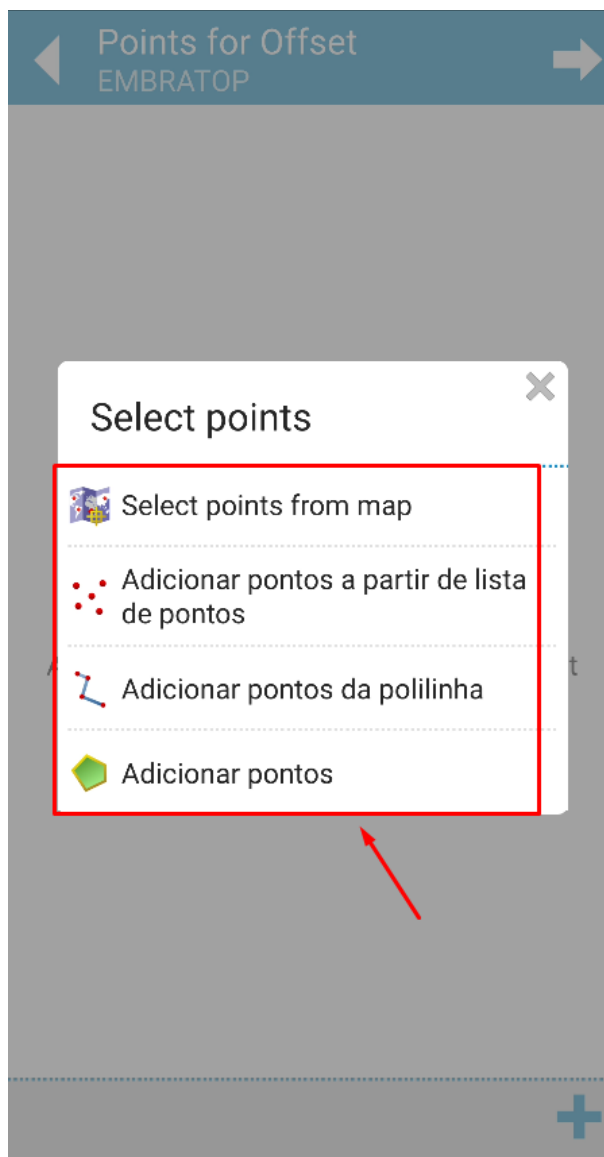 Points for Offset
EMBRATOP
Select points
Select points from map
Adicionar pontos a partir de lista
de pontos
Adicionar pontos da polilinha
Adicionar pontos